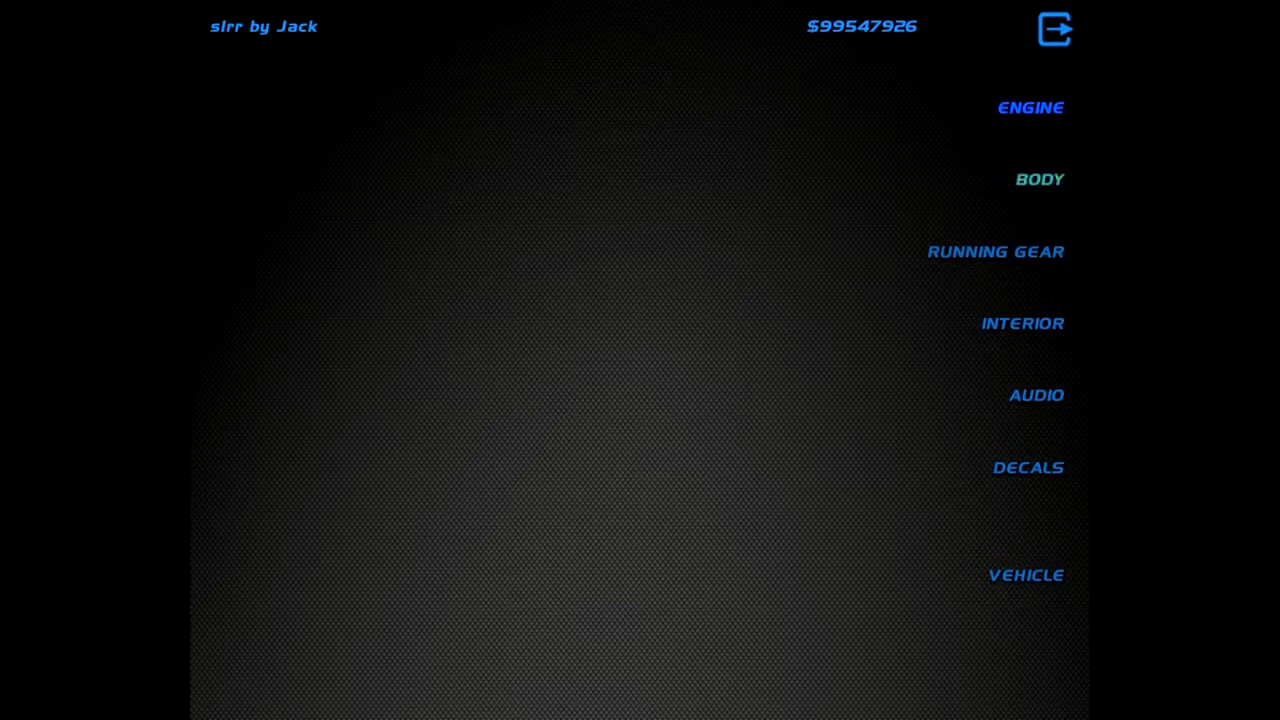 slrr by Jack
$99547926
ENGINE
BODY
RUNNING GEAR
INTERIOR
AUDIO
DECALS
VEHICLE